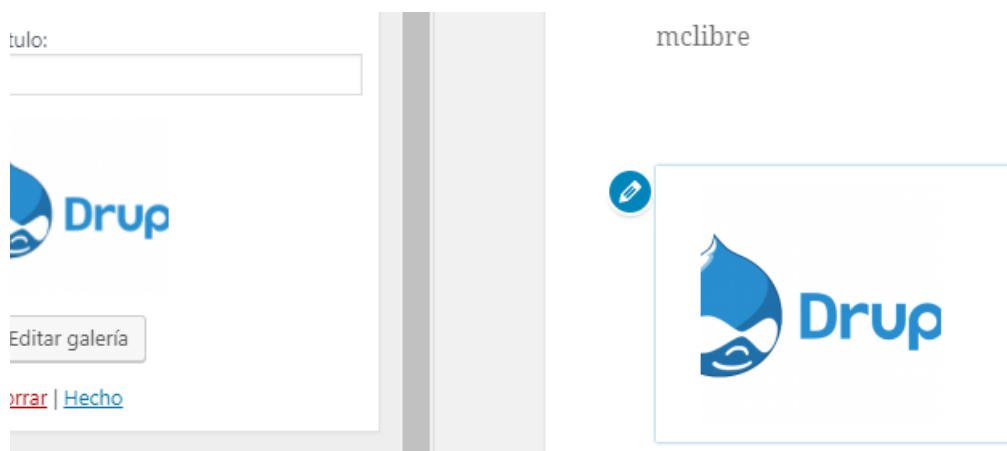 tulo:
Drup
Editar galería
orrar | Hecho
mclibre
Drup